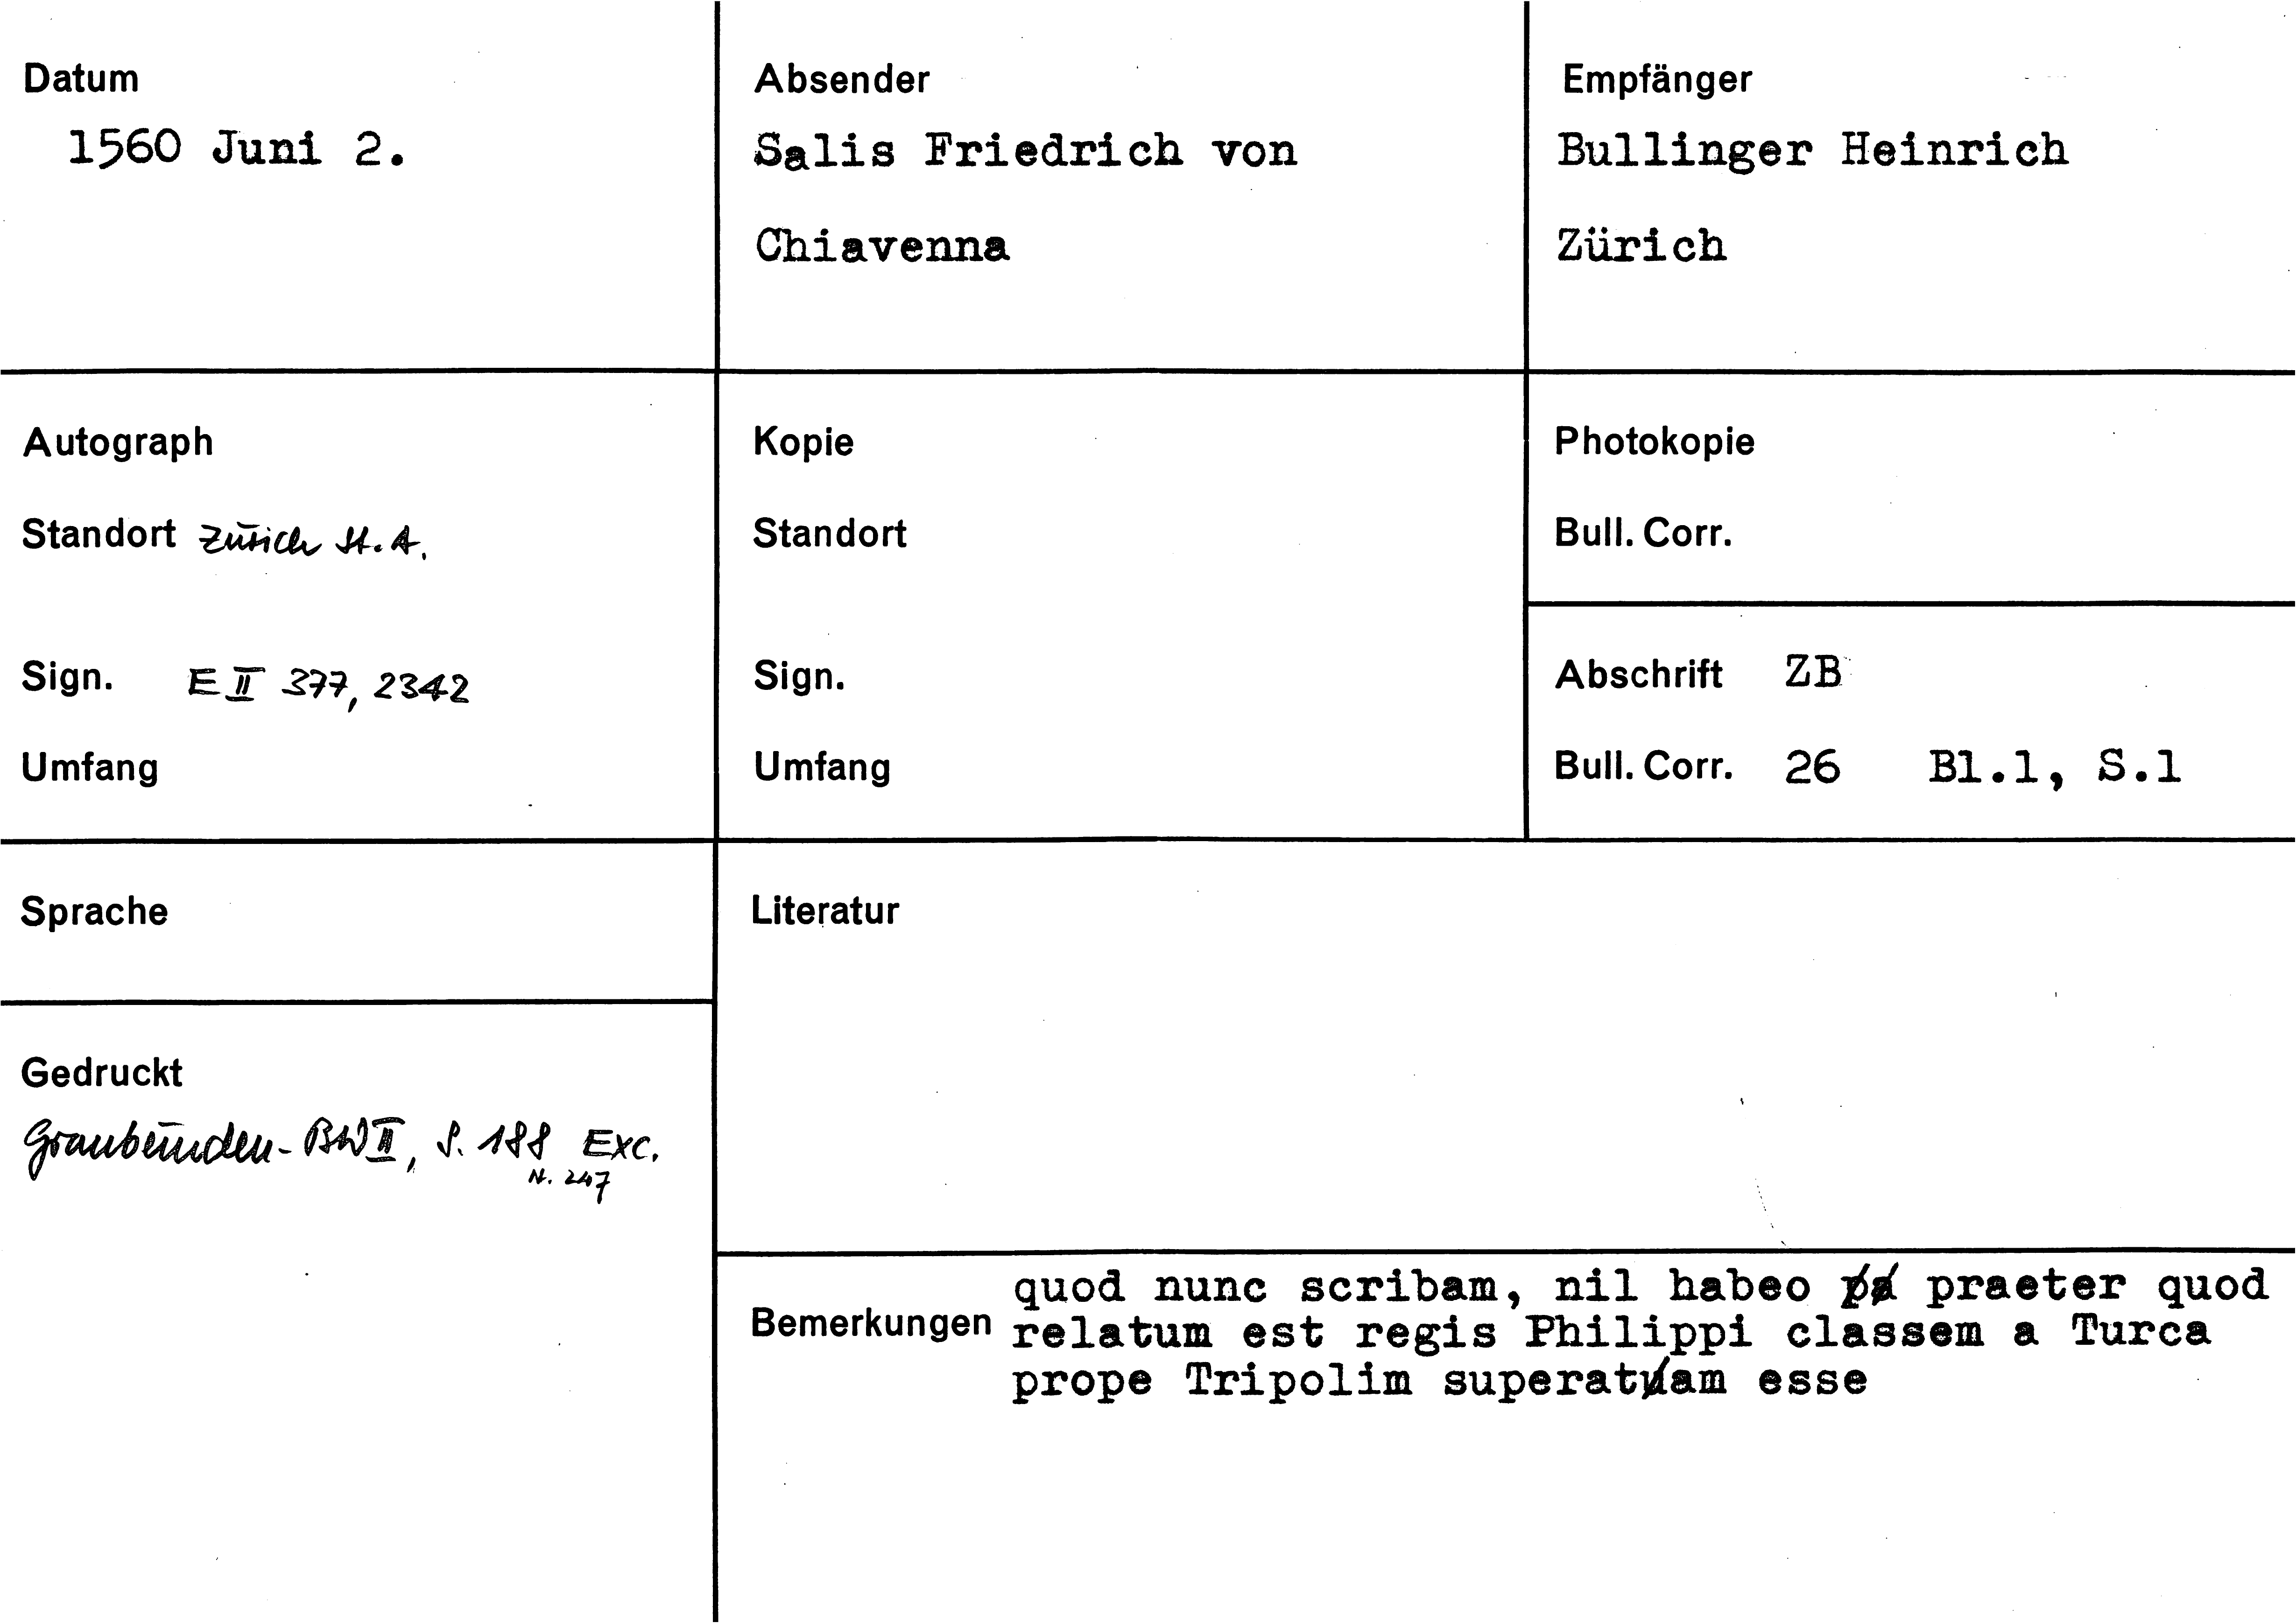 Datum
1560 Juni 2.
Absender
Salis Friedrich von
Chiavenna
Empfänger
Bullinger Heinrich
Zürich
Autograph
Standort Zürich St.A.
Sign. E II 377, 2342
Umfang
Kopie
Standort
Sign.
Umfang
Photokopie
Bull. Corr.
Abschrift ZB
Bull. Corr. 26 Bl.1, S.1
Sprache
Gedruckt
Graubünden-BW II, S. 188 Exc.
N. 247
Literatur
Bemerkungen
quod nunc scribam, nil habeo praeter quod
relatum est regis Philippi classem a Turca
prope Tripolim superatam esse